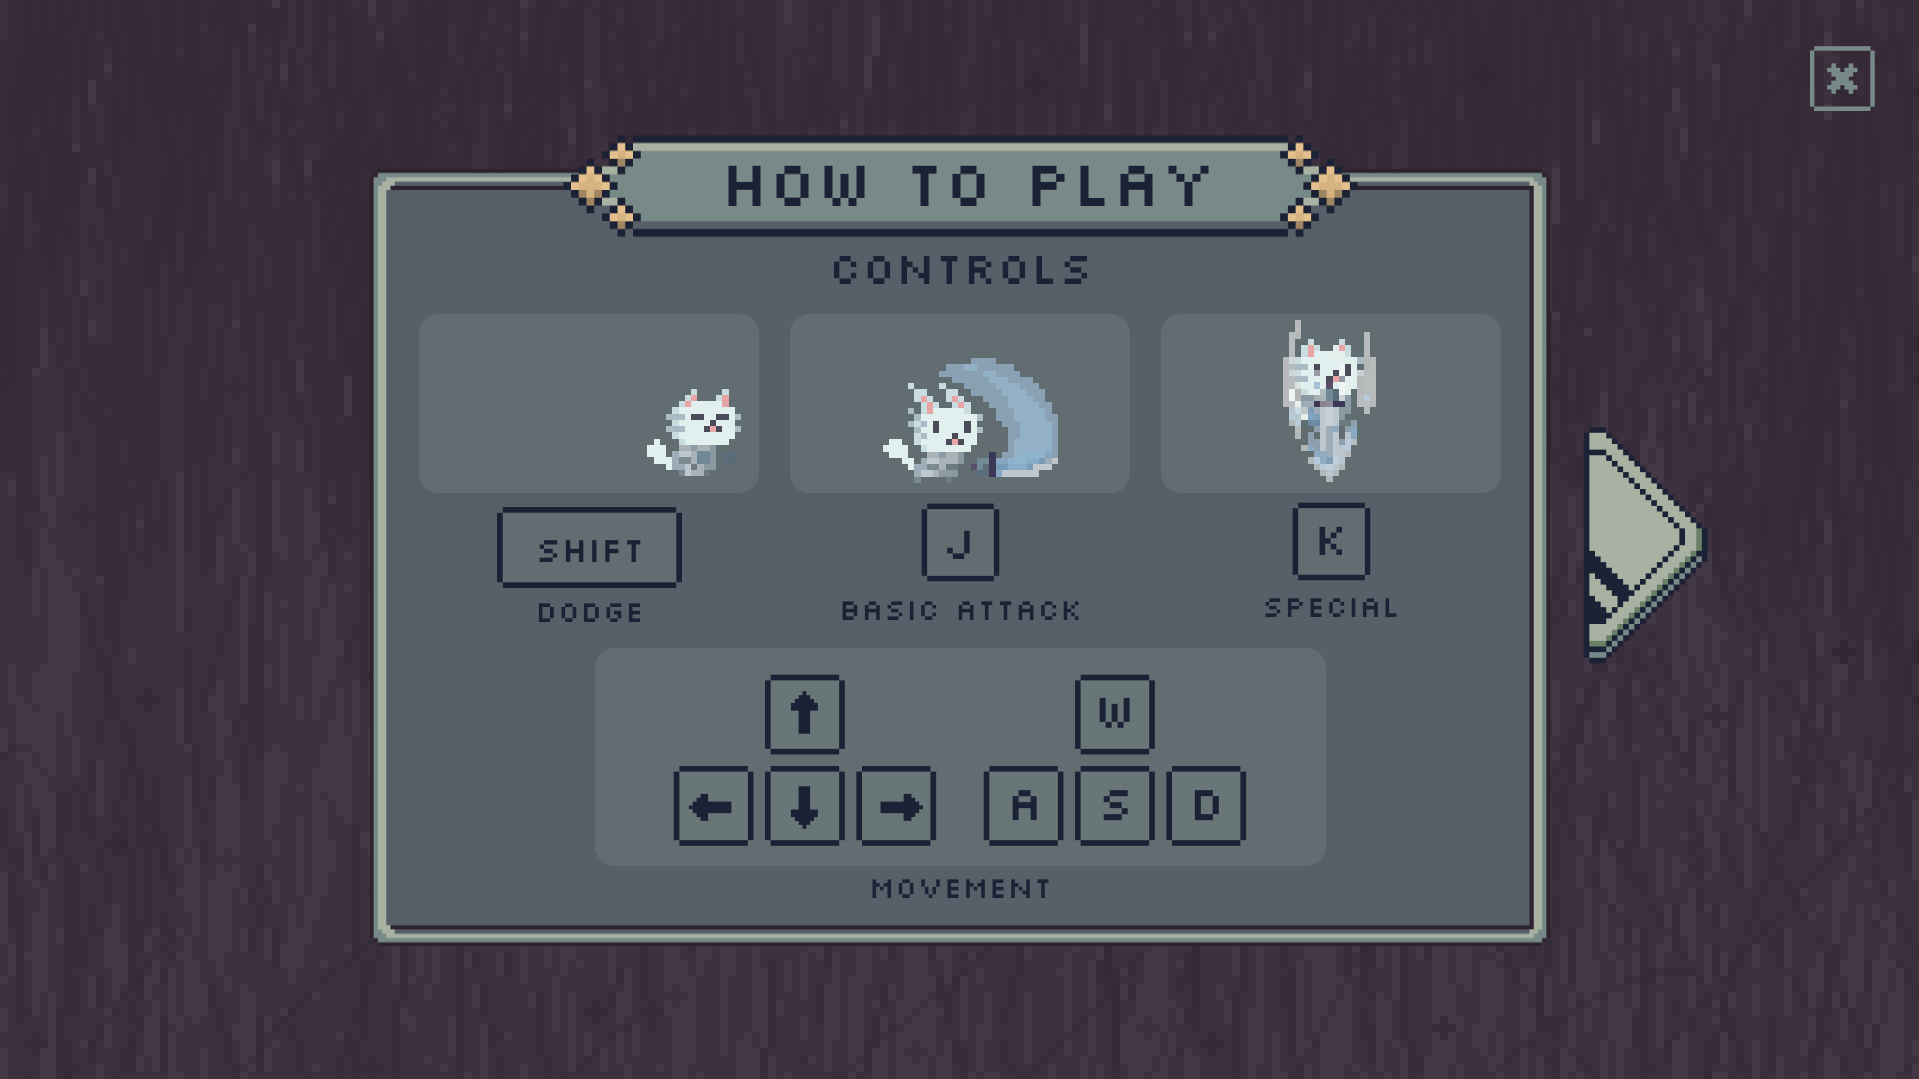 HOW TO PLAY
CONTROLS
SHIFT
J
K
DODGE
BASIC ATTACK
SPECIAL
↑
W
← ↓ →
A S D
MOVEMENT